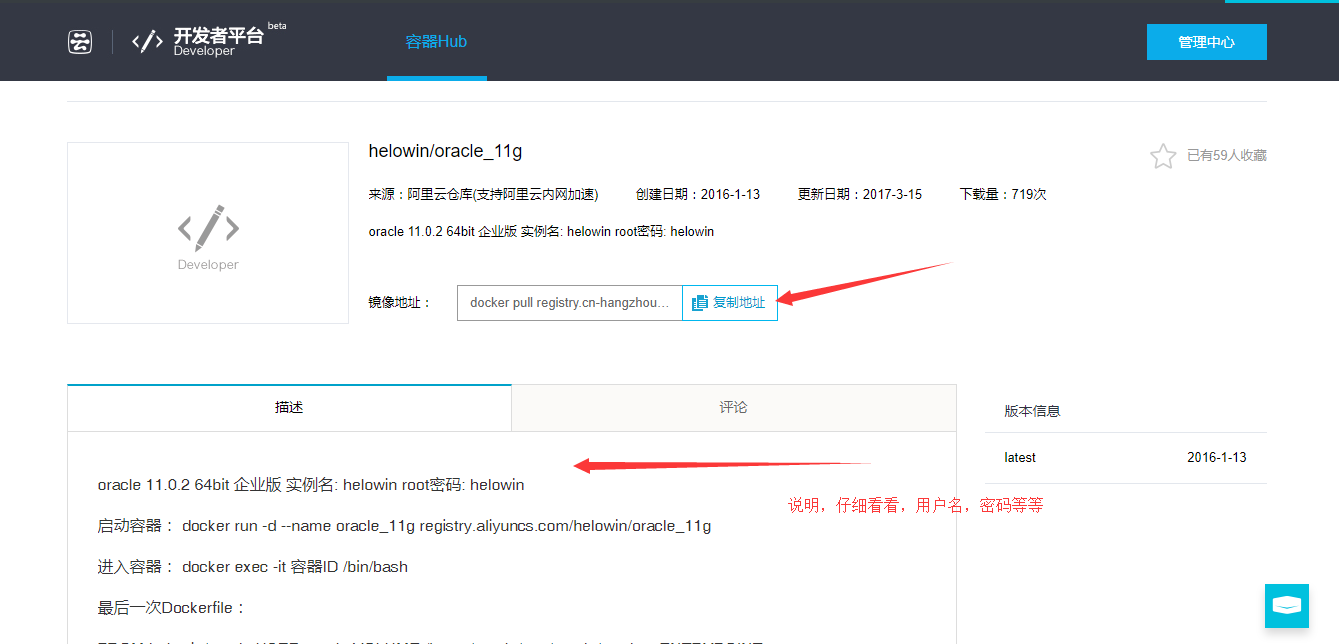 开发者平台 beta
Developer
容器Hub
管理中心
helowin/oracle_11g
已有59人收藏
来源：阿里云仓库(支持阿里云内网加速) 创建日期：2016-1-13 更新日期：2017-3-15 下载量：719次
oracle 11.0.2 64bit 企业版 实例名: helowin root密码: helowin
Developer
镜像地址： docker pull registry.cn-hangzhou... 复制地址
描述 评论
版本信息
latest 2016-1-13
oracle 11.0.2 64bit 企业版 实例名: helowin root密码: helowin
说明，仔细看看，用户名，密码等等
启动容器： docker run -d --name oracle_11g registry.aliyuncs.com/helowin/oracle_11g
进入容器： docker exec -it 容器ID /bin/bash
最后一次Dockerfile：